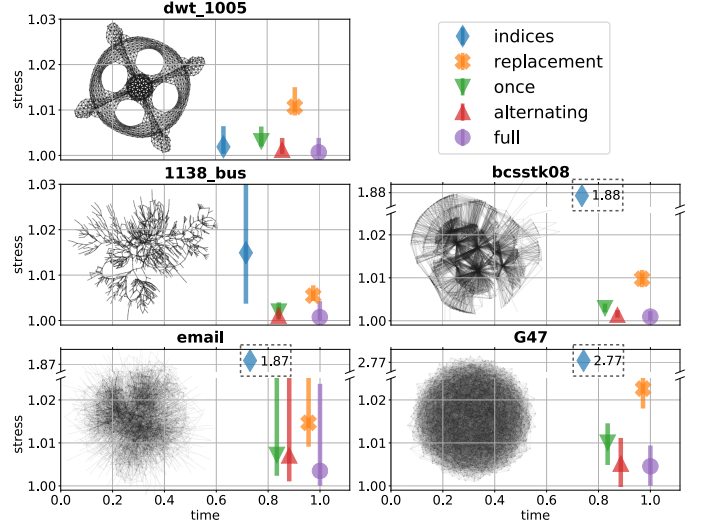 dwt_1005
stress
1.03
1.02
1.01
1.00
indices
replacement
once
alternating
full
1138_bus
stress
1.03
1.02
1.01
1.00
bcsstk08
1.88
1.02
1.01
1.00
1.88
email
stress
1.87
1.02
1.01
1.00
1.87
0.0 0.2 0.4 0.6 0.8 1.0
time
G47
2.77
1.02
1.01
1.00
2.77
0.0 0.2 0.4 0.6 0.8 1.0
time